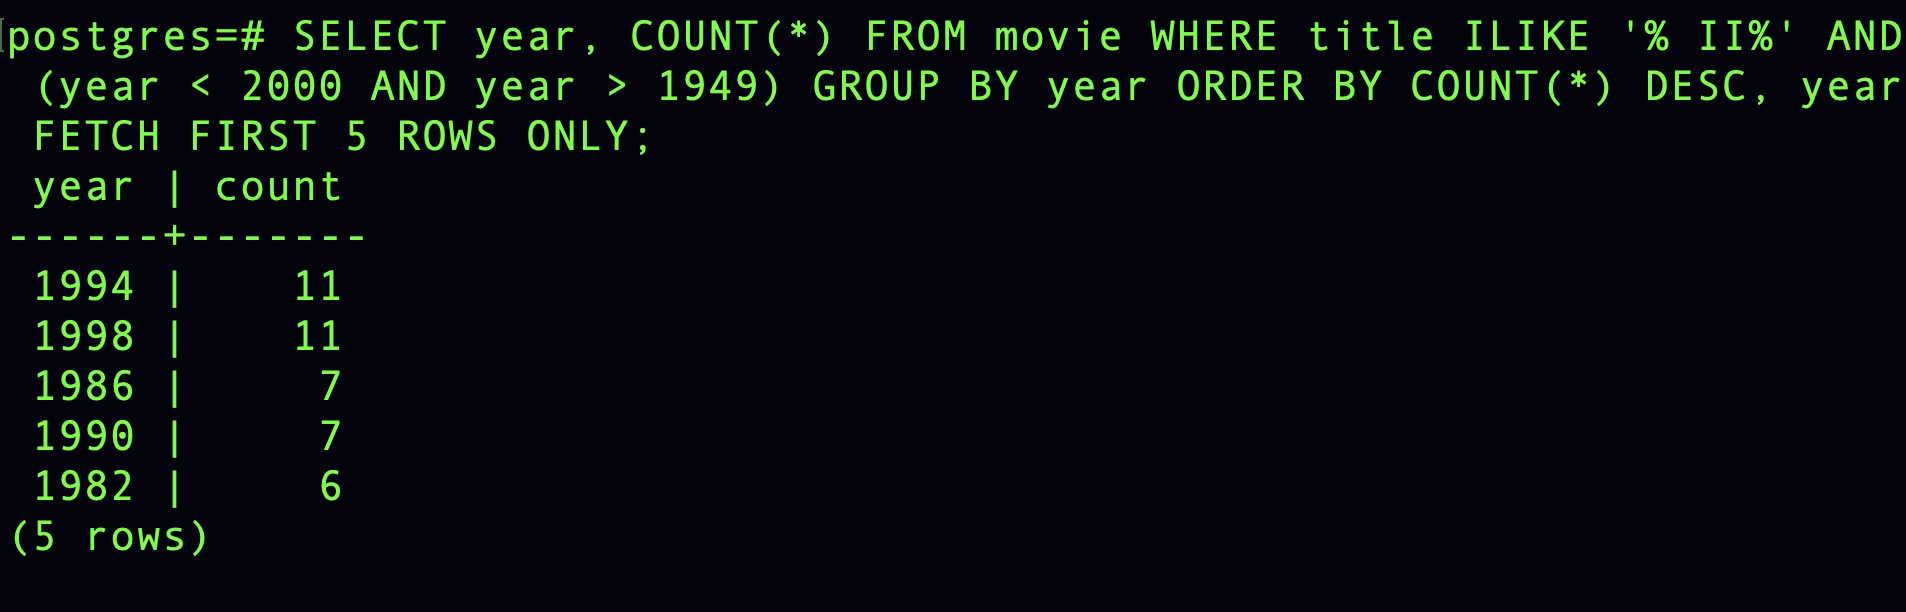 postgres=# SELECT year, COUNT(*) FROM movie WHERE title ILIKE '% II%' AND
(year < 2000 AND year > 1949) GROUP BY year ORDER BY COUNT(*) DESC, year
FETCH FIRST 5 ROWS ONLY;
 year | count
------+-------
 1994 |    11
 1998 |    11
 1986 |     7
 1990 |     7
 1982 |     6
(5 rows)